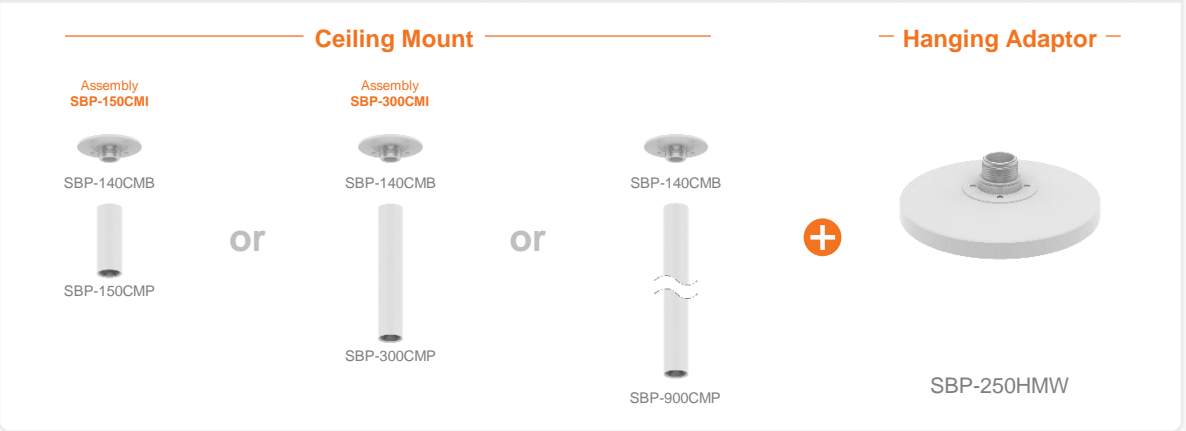 Ceiling Mount
Hanging Adaptor
Assembly
SBP-150CMI
SBP-140CMB
SBP-150CMP
or
Assembly
SBP-300CMI
SBP-140CMB
SBP-300CMP
or
SBP-140CMB
SBP-900CMP
SBP-250HMW